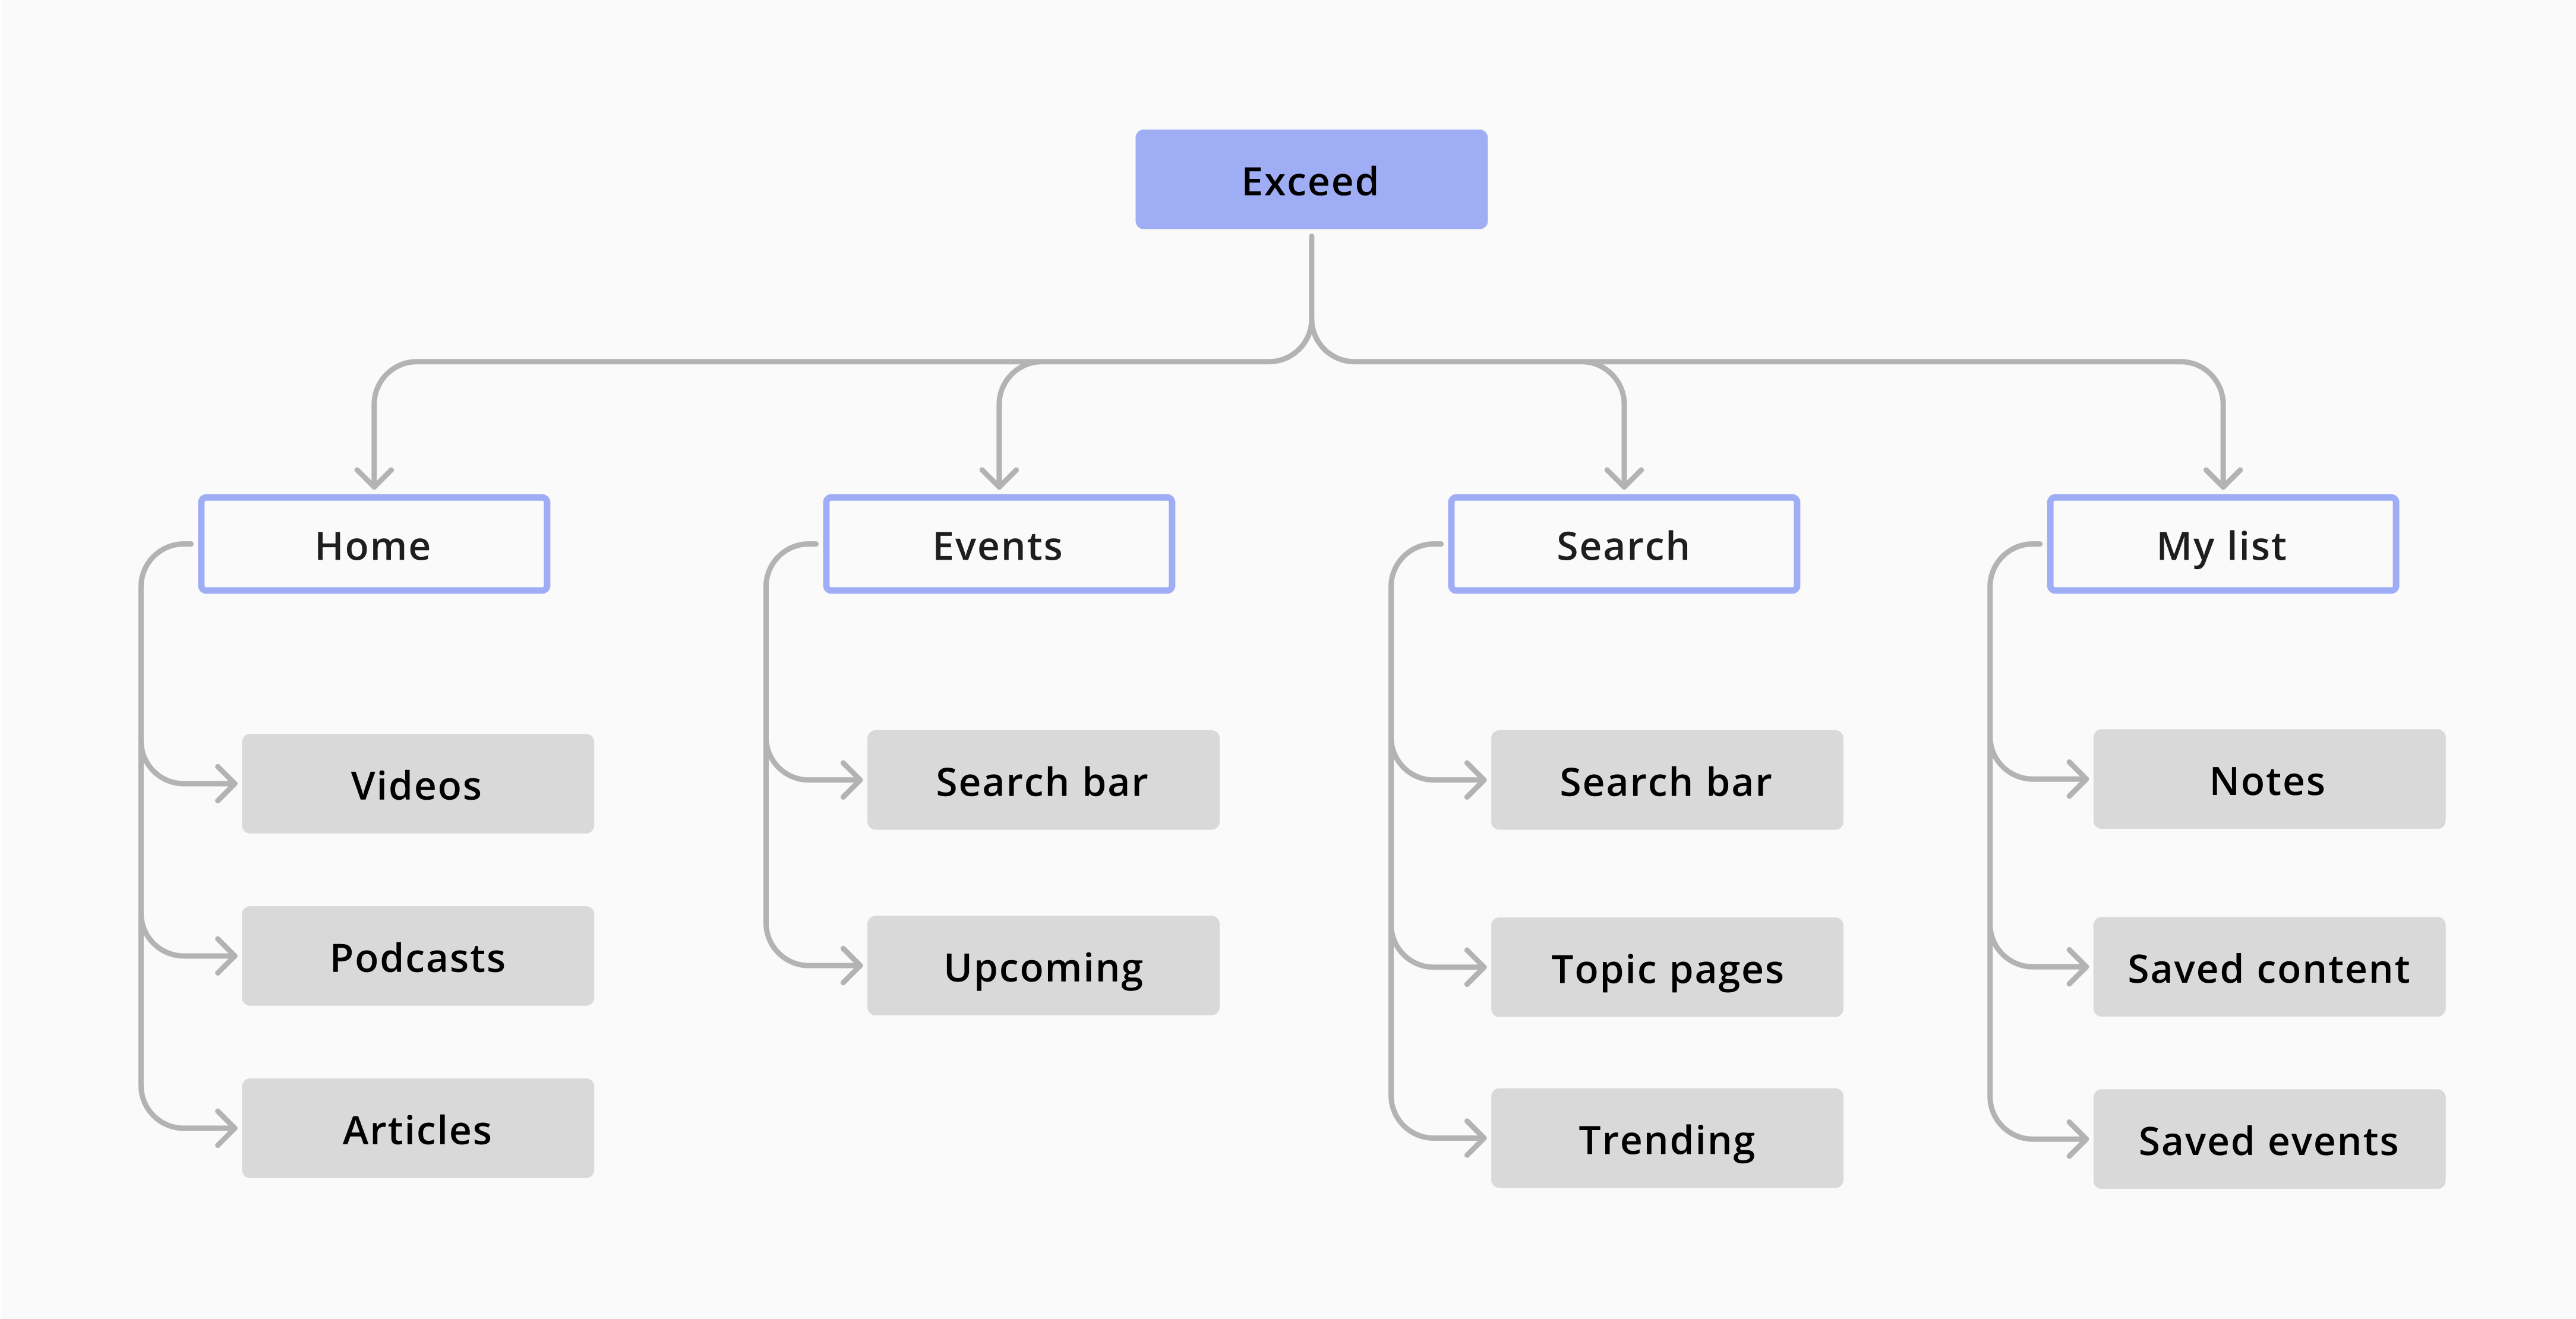 Exceed
Home
Events
Search
My list
Videos
Podcasts
Articles
Search bar
Upcoming
Search bar
Topic pages
Trending
Notes
Saved content
Saved events